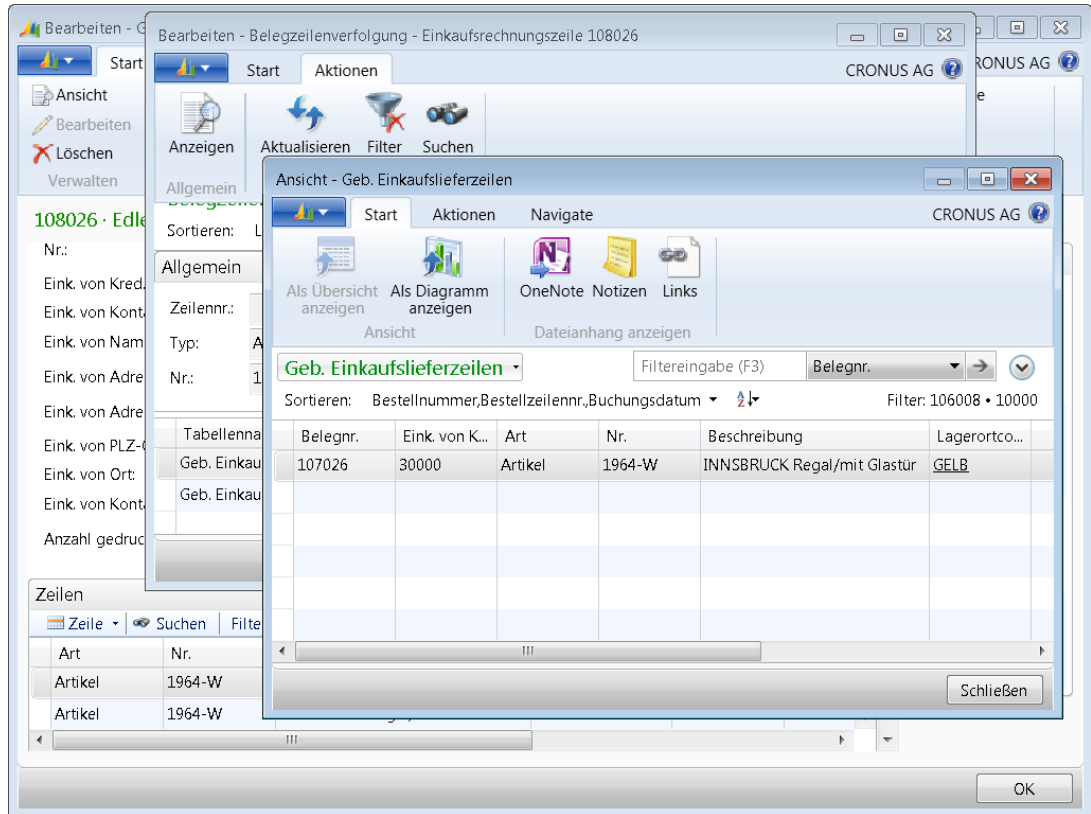 Bearbeiten - G
Start
CRONUS AG
Ansicht
Bearbeiten
Löschen
Verwalten
e
108026 · Edle
Nr.:
Eink. von Kred.
Eink. von Kont
Eink. von Nam
Eink. von Adre
Eink. von Adre
Eink. von PLZ-
Eink. von Ort:
Eink. von Kont
Anzahl gedruc
Zeilen
Zeile
Suchen
Filte
Art Nr.
Artikel 1964-W
Artikel 1964-W
OK
Bearbeiten - Belegzeilenverfolgung - Einkaufsrechnungszeile 108026
Start Aktionen CRONUS AG
Anzeigen Aktualisieren Filter Suchen
Allgemein
Sortieren: L
Allgemein
Zeilennr.:
Typ: A
Nr.: 1
Tabellenna
Geb. Einkau
Geb. Einkau
Ansicht - Geb. Einkaufslieferzeilen
Start Aktionen Navigate CRONUS AG
Als Übersicht anzeigen
Als Diagramm anzeigen
OneNote Notizen Links
Ansicht Dateianhang anzeigen
Geb. Einkaufslieferzeilen Filtereingabe (F3) Belegnr.
Sortieren: Bestellnummer,Bestellzeilennr.,Buchungsdatum Filter: 106008 • 10000
Belegnr. Eink. von K... Art Nr. Beschreibung Lagerortco...
107026 30000 Artikel 1964-W INNSBRUCK Regal/mit Glastür GELB
Schließen